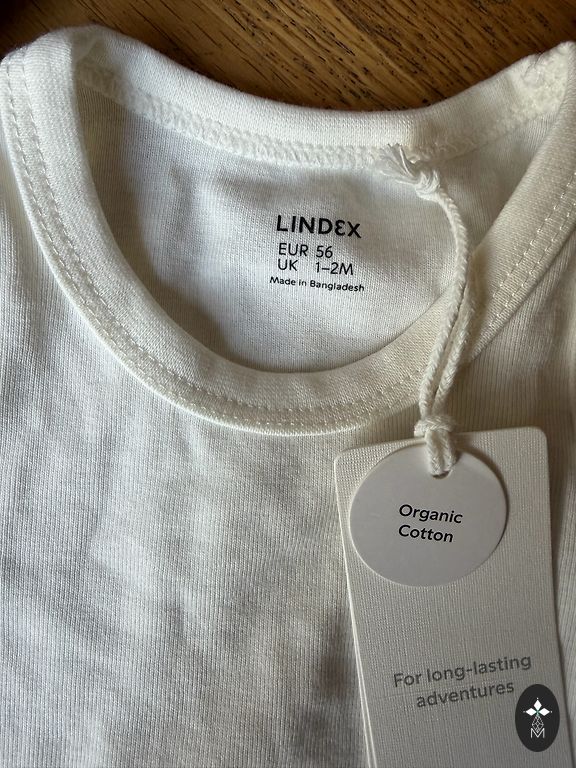 LINDEX
EUR 56
UK 1–2M
Made in Bangladesh
Organic
Cotton
For long-lasting
adventures
M